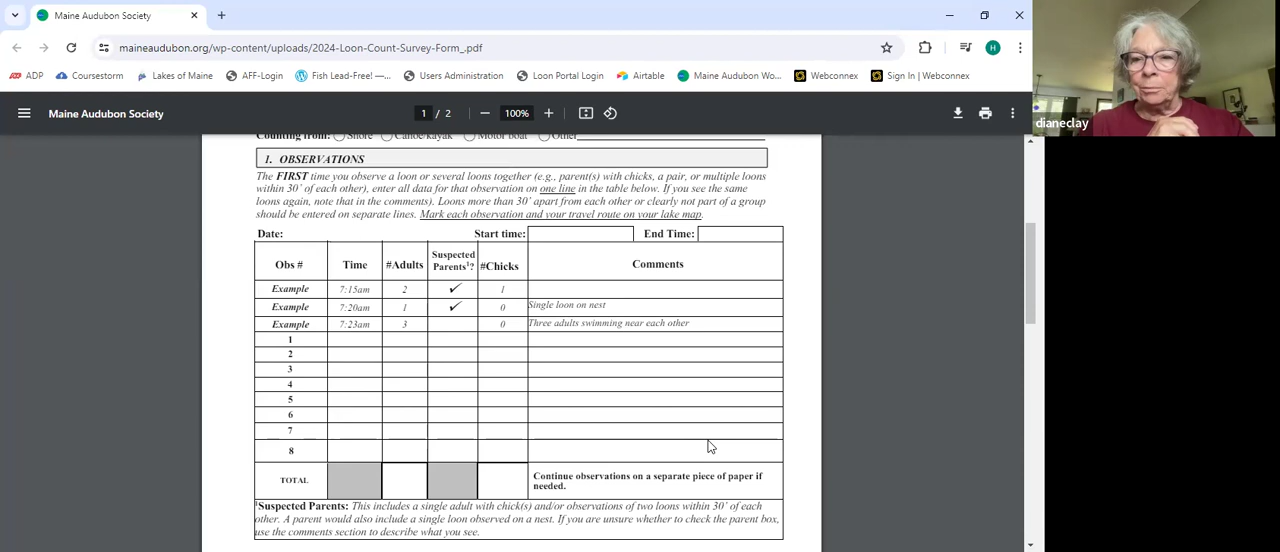 Maine Audubon Society
maineaudubon.org/wp-content/uploads/2024-Loon-Count-Survey-Form_.pdf
H
ADP Coursestorm Lakes of Maine AFF-Login Fish Lead-Free! —... Users Administration Loon Portal Login Airtable Maine Audubon Wo... Webconnex Sign In | Webconnex
Maine Audubon Society 1 / 2 100%
dianeclay
Counting from: Shore Canoe/kayak Motor boat Other
1. OBSERVATIONS
The FIRST time you observe a loon or several loons together (e.g., parent(s) with chicks, a pair, or multiple loons
within 30' of each other), enter all data for that observation on one line in the table below. If you see the same
loons again, note that in the comments). Loons more than 30' apart from each other or clearly not part of a group
should be entered on separate lines. Mark each observation and your travel route on your lake map.
Date: Start time: End Time:
Obs # Time #Adults Suspected Parents¹? #Chicks Comments
Example 7:15am 2 ✓ 1
Example 7:20am 1 ✓ 0 Single loon on nest
Example 7:23am 3 0 Three adults swimming near each other
1
2
3
4
5
6
7
8
TOTAL Continue observations on a separate piece of paper if
needed.
¹Suspected Parents: This includes a single adult with chick(s) and/or observations of two loons within 30' of each
other. A parent would also include a single loon observed on a nest. If you are unsure whether to check the parent box,
use the comments section to describe what you see.